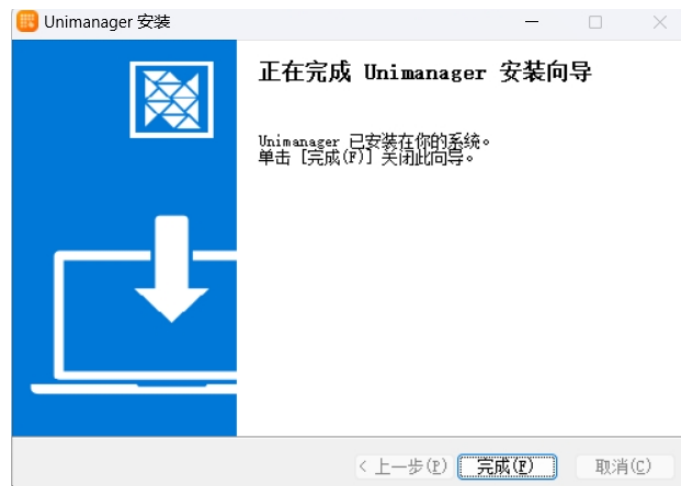 Unimanager 安装
正在完成 Unimanager 安装向导
Unimanager 已安装在你的系统。
单击 [完成(F)] 关闭此向导。
< 上一步(P)
完成(F)
取消(C)